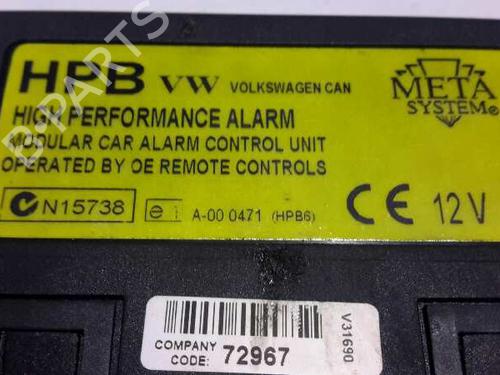 HPB VW VOLKSWAGEN CAN
META SYSTEM
HIGH PERFORMANCE ALARM
MODULAR CAR ALARM CONTROL UNIT
OPERATED BY OE REMOTE CONTROLS
N15738 e A-00 0471 (HPB6) CE 12V
B-PARTS
COMPANY CODE: 72967
V31690